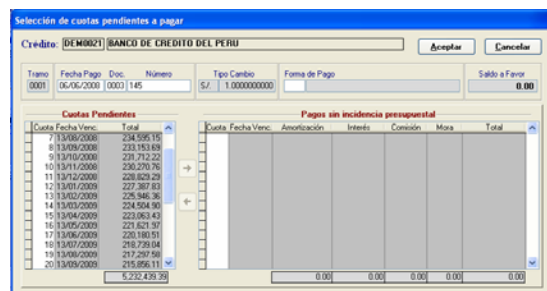 Selección de cuotas pendientes a pagar
Crédito: DEM0021 BANCO DE CREDITO DEL PERU Aceptar Cancelar
Tramo Fecha Pago Doc. Número Tipo Cambio Forma de Pago Saldo a Favor
0001 06/06/2008 0003 145 S/. 1.0000000000 0.00
Cuotas Pendientes Pagos sin incidencia presupuestal
Cuota Fecha Venc. Total Cuota Fecha Venc. Amortización Interés Comisión Mora Total
7 13/08/2008 234,595.15
8 13/09/2008 233,153.69
9 13/10/2008 231,712.22
10 13/11/2008 230,270.76
11 13/12/2008 228,829.29
12 13/01/2009 227,387.83
13 13/02/2009 225,946.36
14 13/03/2009 224,504.90
15 13/04/2009 223,063.43
16 13/05/2009 221,621.97
17 13/06/2009 220,180.51
18 13/07/2009 218,739.04
19 13/08/2009 217,297.58
20 13/09/2009 215,856.11
5,232,439.39 0.00 0.00 0.00 0.00 0.00